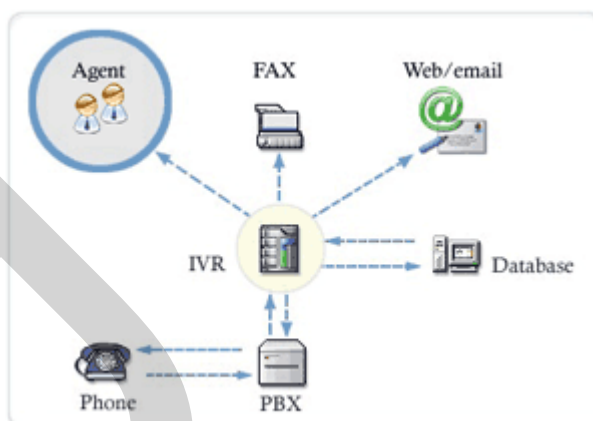 Agent
FAX
Web/email
IVR
Database
Phone
PBX